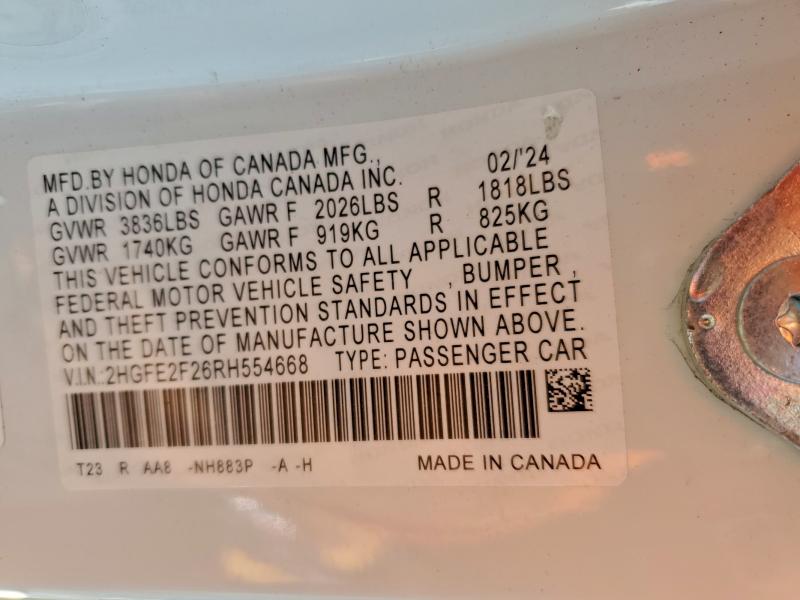 MFD.BY HONDA OF CANADA MFG., 02/'24
A DIVISION OF HONDA CANADA INC.
GVWR 3836LBS GAWR F 2026LBS R 1818LBS
GVWR 1740KG GAWR F 919KG R 825KG
THIS VEHICLE CONFORMS TO ALL APPLICABLE
FEDERAL MOTOR VEHICLE SAFETY , BUMPER ,
AND THEFT PREVENTION STANDARDS IN EFFECT
ON THE DATE OF MANUFACTURE SHOWN ABOVE.
V.I.N.:2HGFE2F26RH554668 TYPE: PASSENGER CAR
T23 R AA8 -NH883P -A -H MADE IN CANADA